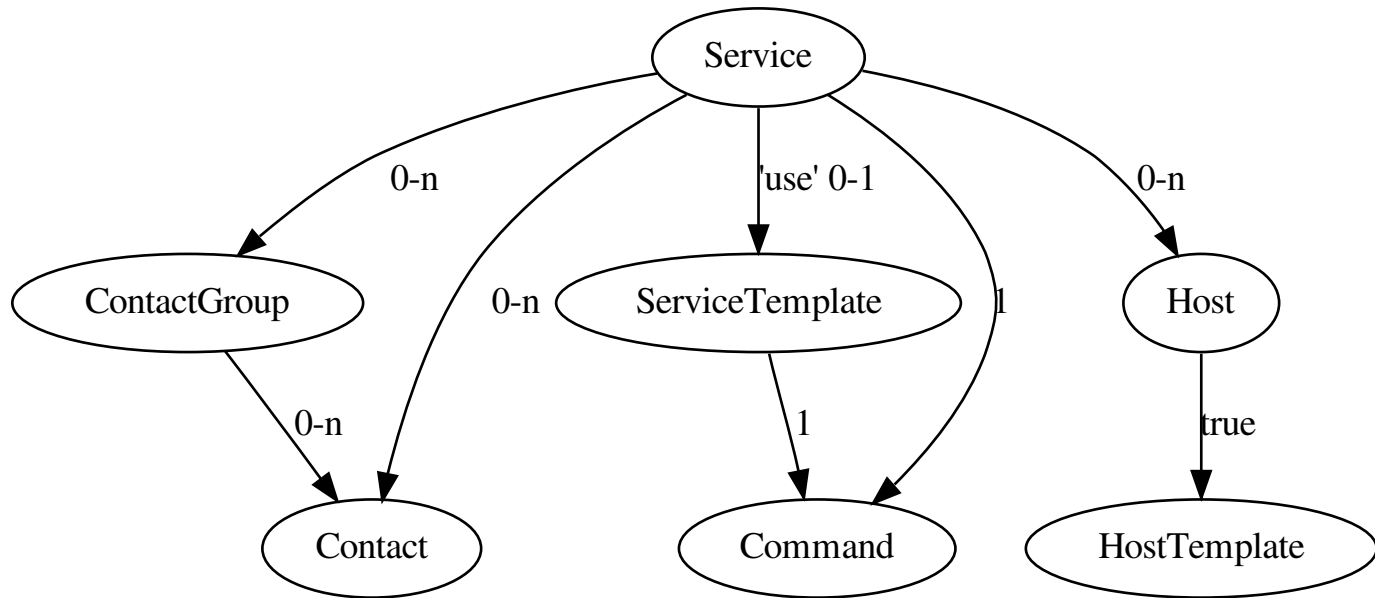 Service
0-n
'use' 0-1
0-n
ContactGroup
0-n
ServiceTemplate
1
Host
0-n
1
true
Contact
Command
HostTemplate